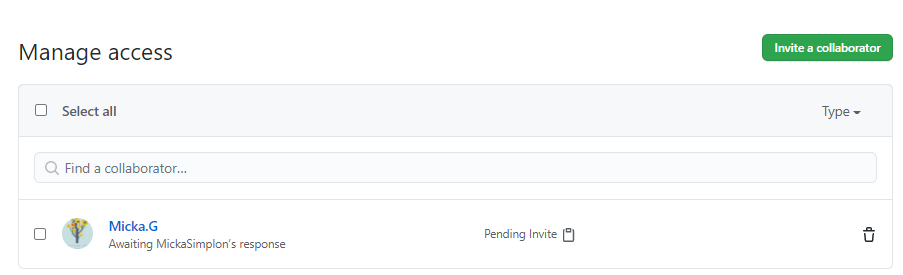 Manage access
Invite a collaborator
Select all
Type
Find a collaborator...
Micka.G
Awaiting MickaSimplon's response
Pending Invite